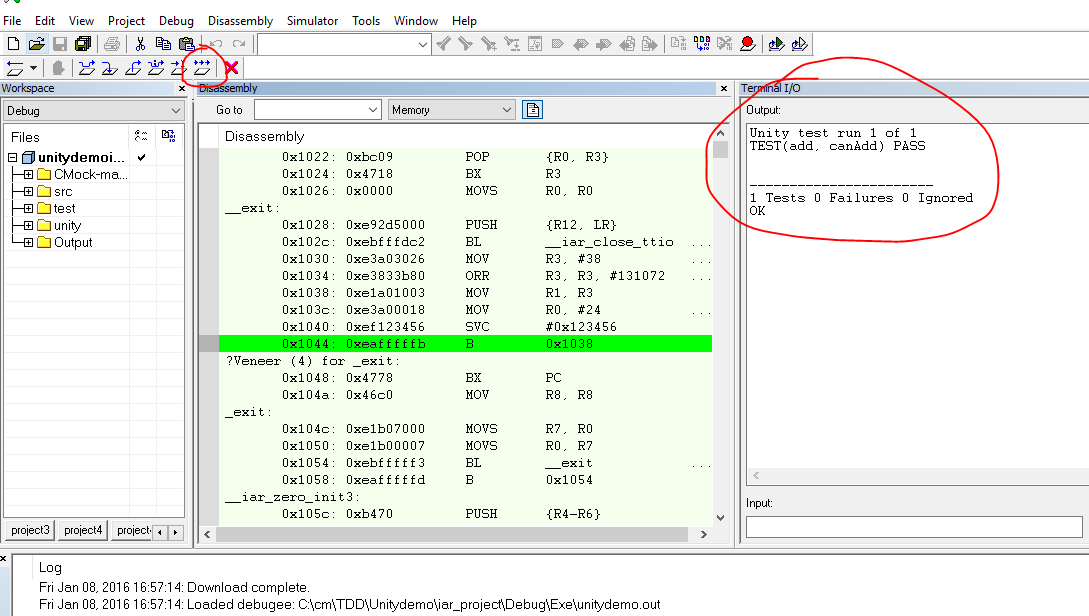 File Edit View Project Debug Disassembly Simulator Tools Window Help
Workspace
Debug
Files
unitydemoi...
CMock-ma...
src
test
unity
Output
project3 project4 project
Disassembly
Go to Memory
Disassembly
0x1022: 0xbc09 POP {R0, R3}
0x1024: 0x4718 BX R3
0x1026: 0x0000 MOVS R0, R0
__exit:
0x1028: 0xe92d5000 PUSH {R12, LR}
0x102c: 0xebfffdc2 BL __iar_close_ttio ...
0x1030: 0xe3a03026 MOV R3, #38 ...
0x1034: 0xe3833b80 ORR R3, R3, #131072 ...
0x1038: 0xe1a01003 MOV R1, R3
0x103c: 0xe3a00018 MOV R0, #24 ...
0x1040: 0xef123456 SVC #0x123456
0x1044: 0xeafffffb B 0x1038
?Veneer (4) for _exit:
0x1048: 0x4778 BX PC
0x104a: 0x46c0 MOV R8, R8
_exit:
0x104c: 0xe1b07000 MOVS R7, R0
0x1050: 0xe1b00007 MOVS R0, R7
0x1054: 0xebfffff3 BL __exit ...
0x1058: 0xeafffffd B 0x1054
__iar_zero_init3:
0x105c: 0xb470 PUSH {R4-R6}
Terminal I/O
Output:
Unity test run 1 of 1
TEST(add, canAdd) PASS
-----------------------
1 Tests 0 Failures 0 Ignored
OK
Input:
Log
Fri Jan 08, 2016 16:57:14: Download complete.
Fri Jan 08, 2016 16:57:14: Loaded debugee: C:\cm\TDD\Unitydemo\iar_project\Debug\Exe\unitydemo.out